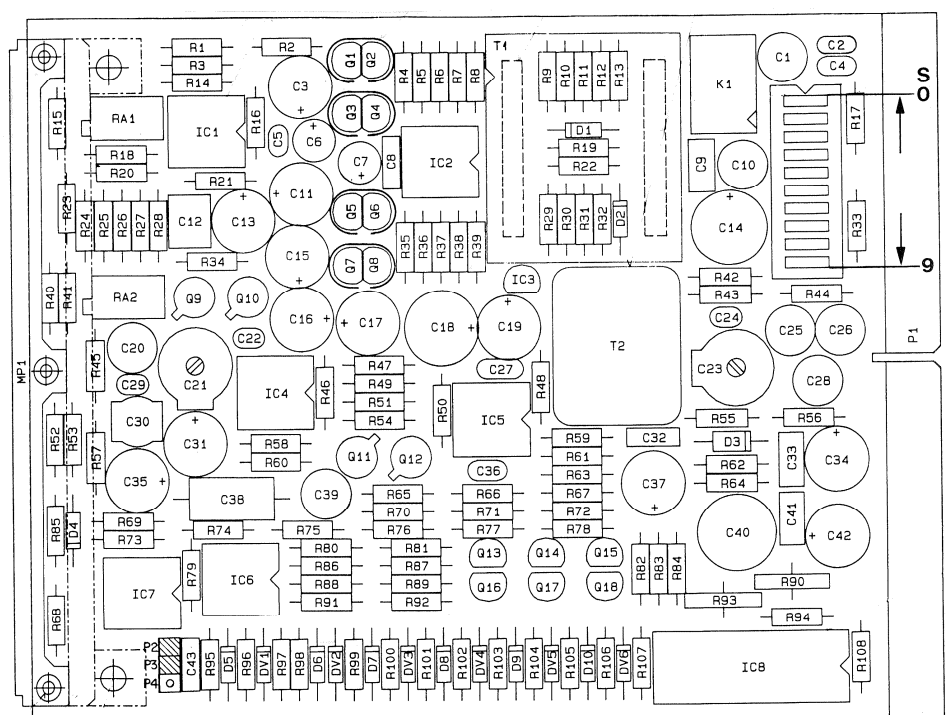 R1
R3
R14
R2
C3
+
Q1 Q2
R4
R5
R6
R7
R8
T1
R9
R10
R11
R12
R13
K1
C1
C2
C4
S
0
R15
RA1
IC1
R16
C5
C6
+
Q3 Q4
C7
+
C8
IC2
D1
R19
R22
C9
C10
R17
R18
R20
R21
R23
R24
R25
R26
R27
R28
C12
C13
+
C11
+
Q5 Q6
R35
R36
R37
R38
R39
R29
R30
R31
R32
D2
C14
+
R33
R34
C15
+
Q7 Q8
IC3
R42
R43
R44
9
R40
R41
RA2
Q9
Q10
C16 +
+ C17
C18 +
C19
+
T2
C24
C25
C26
P1
MP1
R45
C20
C22
C21
C29
IC4
R46
R47
R49
R51
R54
R50
C27
IC5
R48
C23
C28
R52
R53
R57
C30
C31
+
R58
R60
Q11
Q12
R59
R61
R63
R67
R72
R78
C32
R55
R56
D3
R62
R64
C33
C34
+
C35 +
C38
C39
R65
R70
R76
C36
R66
R71
R77
C37
+
C40
C41
C42
+
R85
D4
R69
R73
R74
R75
R80
R86
R88
R91
R81
R87
R89
R92
Q13
Q14
Q15
Q16
Q17
Q18
R82
R83
R84
R90
R93
R94
R68
IC7
R79
IC6
P2
P3
P4
C43
R95
D5
R96
DV1
R97
R98
D6
DV2
R99
D7
R100
DV3
R101
D8
R102
DV4
R103
D9
R104
DV5
R105
D10
R106
DV6
R107
IC8
R108